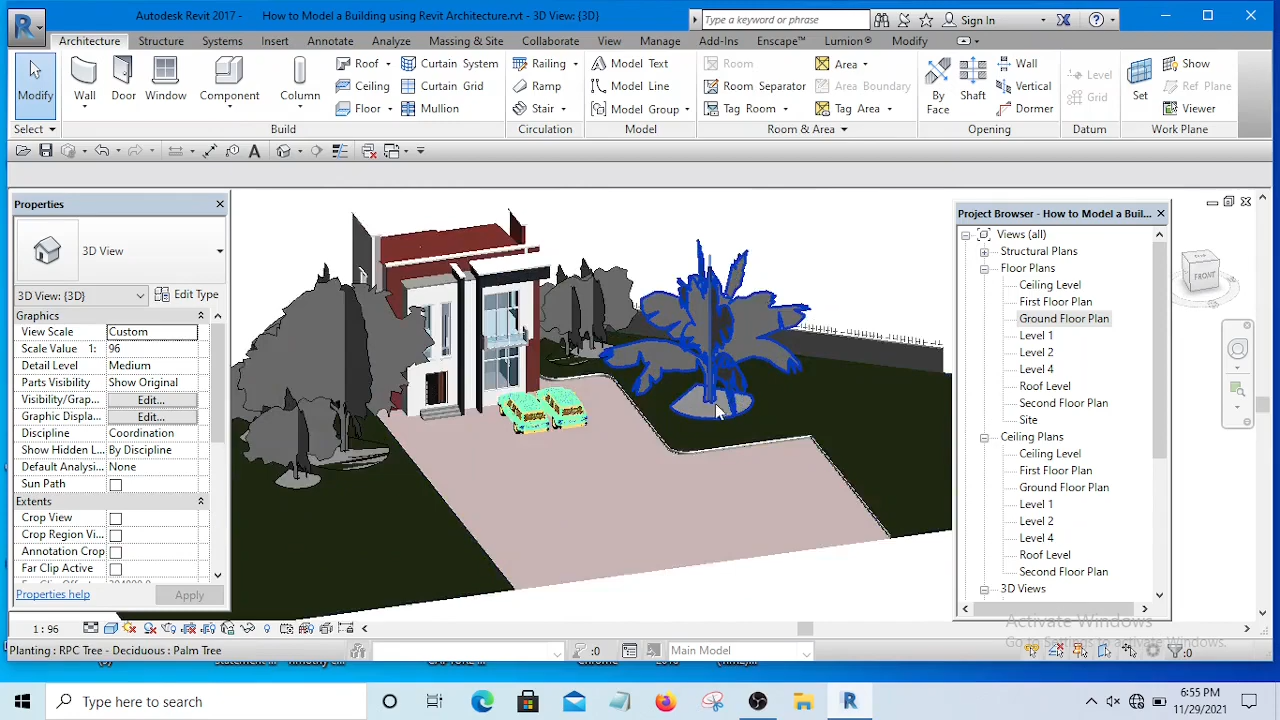 Autodesk Revit 2017 - How to Model a Building using Revit Architecture.rvt - 3D View: {3D}
Type a keyword or phrase
Sign In
Architecture Structure Systems Insert Annotate Analyze Massing & Site Collaborate View Manage Add-Ins Enscape™ Lumion® Modify
Modify Wall Door Window Component Column
Roof Curtain System
Ceiling Curtain Grid
Floor Mullion
Railing Model Text
Ramp Model Line
Stair Model Group
Room Area
Room Separator Area Boundary
Tag Room Tag Area
By Face Shaft
Wall
Vertical
Dormer
Level
Grid
Set
Show
Ref Plane
Viewer
Select Build Circulation Model Room & Area Opening Datum Work Plane
Properties
3D View
3D View: {3D} Edit Type
Graphics
View Scale Custom
Scale Value 1: 96
Detail Level Medium
Parts Visibility Show Original
Visibility/Grap... Edit...
Graphic Displa... Edit...
Discipline Coordination
Show Hidden L... By Discipline
Default Analysi... None
Sun Path
Extents
Crop View
Crop Region Vi...
Annotation Crop
Far Clip Active
Properties help Apply
Project Browser - How to Model a Buil...
Views (all)
Structural Plans
Floor Plans
Ceiling Level
First Floor Plan
Ground Floor Plan
Level 1
Level 2
Level 4
Roof Level
Second Floor Plan
Site
Ceiling Plans
Ceiling Level
First Floor Plan
Ground Floor Plan
Level 1
Level 2
Level 4
Roof Level
Second Floor Plan
3D Views
FRONT
Activate Windows
Go to Settings to activate Windows.
1 : 96
Planting : RPC Tree - Deciduous : Palm Tree
:0
Main Model
:0
Type here to search
6:55 PM
11/29/2021